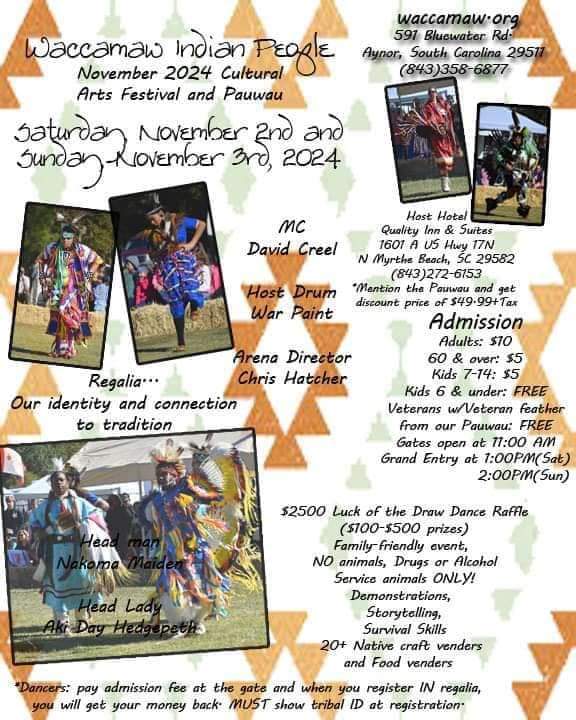 Waccamaw Indian People
November 2024 Cultural
Arts Festival and Pauwau
Saturday, November 2nd and
Sunday-November 3rd, 2024
waccamaw.org
591 Bluewater Rd.
Aynor, South Carolina 29511
(843)358-6877
MC
David Creel
Host Drum
War Paint
Arena Director
Chris Hatcher
Host Hotel
Quality Inn & Suites
1601 A US Hwy 17N
N Myrthe Beach, SC 29582
(843)272-6153
*Mention the Pauwau and get
discount price of $49.99+Tax
Admission
Adults: $10
60 & over: $5
Kids 7-14: $5
Kids 6 & under: FREE
Veterans w/Veteran feather
from our Pauwau: FREE
Gates open at 11:00 AM
Grand Entry at 1:00PM(Sat)
2:00PM(Sun)
Regalia...
Our identity and connection
to tradition
Head man
Nakoma Maiden
Head Lady
Aki Day Hedgepeth
$2500 Luck of the Draw Dance Raffle
($100-$500 prizes)
Family-friendly event,
NO animals, Drugs or Alcohol
Service animals ONLY!
Demonstrations,
Storytelling,
Survival Skills
20+ Native craft venders
and Food venders
*Dancers: pay admission fee at the gate and when you register IN regalia,
you will get your money back. MUST show tribal ID at registration.